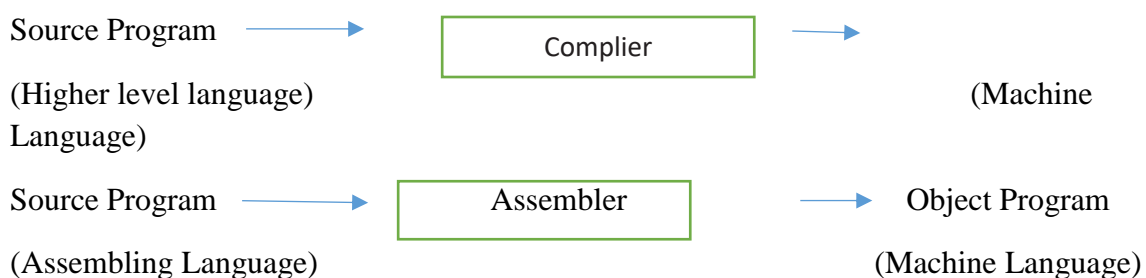 Source Program Complier
(Higher level language) (Machine
Language)
Source Program Assembler Object Program
(Assembling Language) (Machine Language)